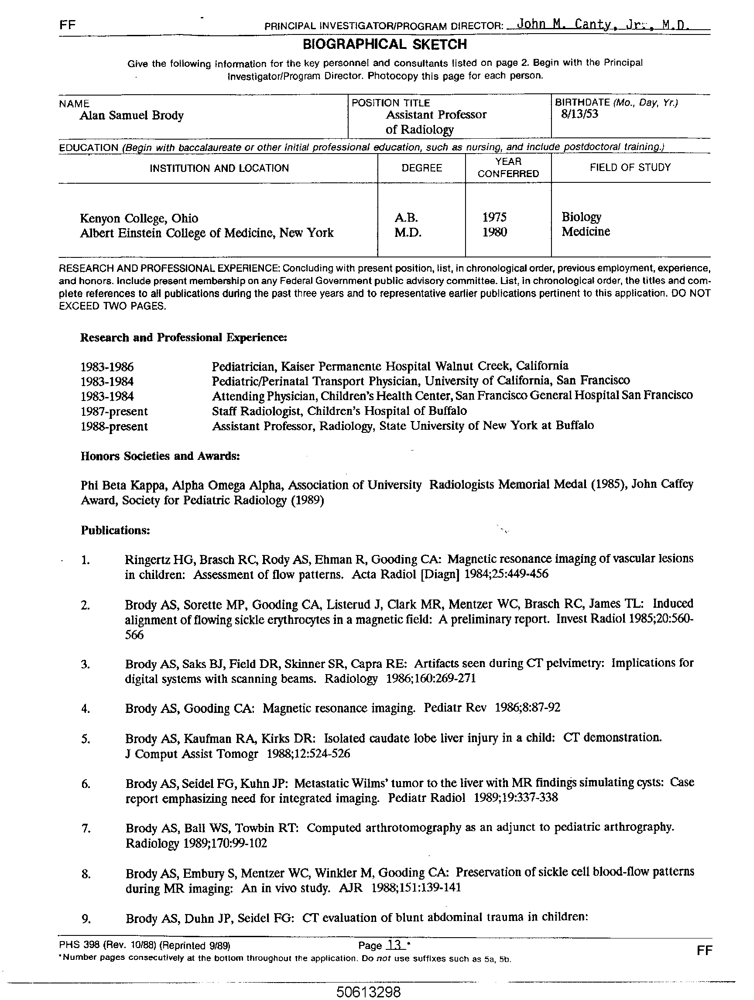 FF
PRINCIPAL INVESTIGATOR/PROGRAM DIRECTOR: John M. Canty, Jr., M.D.
BIOGRAPHICAL SKETCH
Give the following information for the key personnel and consultants listed on page 2. Begin with the Principal
Investigator/Program Director. Photocopy this page for each person.
NAME POSITION TITLE BIRTHDATE (Mo., Day, Yr.)
Alan Samuel Brody Assistant Professor 8/13/53
of Radiology
EDUCATION (Begin with baccalaureate or other initial professional education, such as nursing, and include postdoctoral training.)
INSTITUTION AND LOCATION DEGREE YEAR CONFERRED FIELD OF STUDY
Kenyon College, Ohio A.B. 1975 Biology
Albert Einstein College of Medicine, New York M.D. 1980 Medicine
RESEARCH AND PROFESSIONAL EXPERIENCE: Concluding with present position, list, in chronological order, previous employment, experience,
and honors. Include present membership on any Federal Government public advisory committee. List, in chronological order, the titles and com-
plete references to all publications during the past three years and to representative earlier publications pertinent to this application. DO NOT
EXCEED TWO PAGES.
Research and Professional Experience:
1983-1986 Pediatrician, Kaiser Permanente Hospital Walnut Creek, California
1983-1984 Pediatric/Perinatal Transport Physician, University of California, San Francisco
1983-1984 Attending Physician, Children's Health Center, San Francisco General Hospital San Francisco
1987-present Staff Radiologist, Children's Hospital of Buffalo
1988-present Assistant Professor, Radiology, State University of New York at Buffalo
Honors Societies and Awards:
Phi Beta Kappa, Alpha Omega Alpha, Association of University Radiologists Memorial Medal (1985), John Caffey
Award, Society for Pediatric Radiology (1989)
Publications:
1. Ringertz HG, Brasch RC, Rody AS, Ehman R, Gooding CA: Magnetic resonance imaging of vascular lesions
in children: Assessment of flow patterns. Acta Radiol [Diagn] 1984;25:449-456
2. Brody AS, Sorette MP, Gooding CA, Listerud J, Clark MR, Mentzer WC, Brasch RC, James TL: Induced
alignment of flowing sickle erythrocytes in a magnetic field: A preliminary report. Invest Radiol 1985;20:560-
566
3. Brody AS, Saks BJ, Field DR, Skinner SR, Capra RE: Artifacts seen during CT pelvimetry: Implications for
digital systems with scanning beams. Radiology 1986;160:269-271
4. Brody AS, Gooding CA: Magnetic resonance imaging. Pediatr Rev 1986;8:87-92
5. Brody AS, Kaufman RA, Kirks DR: Isolated caudate lobe liver injury in a child: CT demonstration.
J Comput Assist Tomogr 1988;12:524-526
6. Brody AS, Seidel FG, Kuhn JP: Metastatic Wilms' tumor to the liver with MR findings simulating cysts: Case
report emphasizing need for integrated imaging. Pediatr Radiol 1989;19:337-338
7. Brody AS, Ball WS, Towbin RT: Computed arthrotomography as an adjunct to pediatric arthrography.
Radiology 1989;170:99-102
8. Brody AS, Embury S, Mentzer WC, Winkler M, Gooding CA: Preservation of sickle cell blood-flow patterns
during MR imaging: An in vivo study. AJR 1988;151:139-141
9. Brody AS, Duhn JP, Seidel FG: CT evaluation of blunt abdominal trauma in children:
PHS 398 (Rev. 10/88) (Reprinted 9/89) Page 13 *
*Number pages consecutively at the bottom throughout the application. Do not use suffixes such as 5a, 5b.
FF
50613298